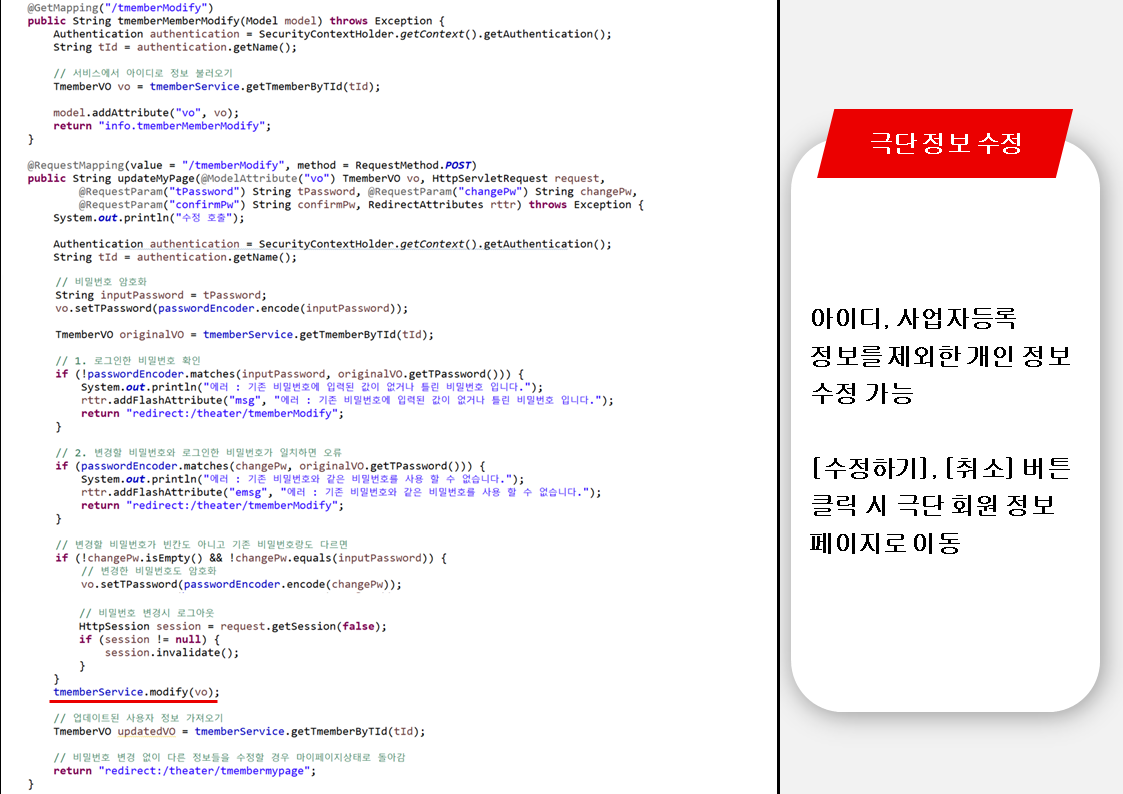 @GetMapping("/tmemberModify")
public String tmemberMemberModify(Model model) throws Exception {
Authentication authentication = SecurityContextHolder.getContext().getAuthentication();
String tId = authentication.getName();
// 서비스에서 아이디로 정보 불러오기
TmemberVO vo = tmemberService.getTmemberByTId(tId);
model.addAttribute("vo", vo);
return "info.tmemberMemberModify";
}
@RequestMapping(value = "/tmemberModify", method = RequestMethod.POST)
public String updateMyPage(@ModelAttribute("vo") TmemberVO vo, HttpServletRequest request,
@RequestParam("tPassword") String tPassword, @RequestParam("changePw") String changePw,
@RequestParam("confirmPw") String confirmPw, RedirectAttributes rttr) throws Exception {
System.out.println("수정 호출");
Authentication authentication = SecurityContextHolder.getContext().getAuthentication();
String tId = authentication.getName();
// 비밀번호 암호화
String inputPassword = tPassword;
vo.setTPassword(passwordEncoder.encode(inputPassword));
TmemberVO originalVO = tmemberService.getTmemberByTId(tId);
// 1. 로그인한 비밀번호 확인
if (!passwordEncoder.matches(inputPassword, originalVO.getTPassword())) {
System.out.println("에러 : 기존 비밀번호에 입력된 값이 없거나 틀린 비밀번호 입니다.");
rttr.addFlashAttribute("msg", "에러 : 기존 비밀번호에 입력된 값이 없거나 틀린 비밀번호 입니다.");
return "redirect:/theater/tmemberModify";
}
// 2. 변경할 비밀번호와 로그인한 비밀번호가 일치하면 오류
if (passwordEncoder.matches(changePw, originalVO.getTPassword())) {
System.out.println("에러 : 기존 비밀번호와 같은 비밀번호를 사용 할 수 없습니다.");
rttr.addFlashAttribute("emsg", "에러 : 기존 비밀번호와 같은 비밀번호를 사용 할 수 없습니다.");
return "redirect:/theater/tmemberModify";
}
// 변경할 비밀번호가 빈칸도 아니고 기존 비밀번호랑도 다르면
if (!changePw.isEmpty() && !changePw.equals(inputPassword)) {
// 변경한 비밀번호도 암호화
vo.setTPassword(passwordEncoder.encode(changePw));
// 비밀번호 변경시 로그아웃
HttpSession session = request.getSession(false);
if (session != null) {
session.invalidate();
}
}
tmemberService.modify(vo);
// 업데이트된 사용자 정보 가져오기
TmemberVO updatedVO = tmemberService.getTmemberByTId(tId);
// 비밀번호 변경 없이 다른 정보들을 수정할 경우 마이페이지상태로 돌아감
return "redirect:/theater/tmembermypage";
}
극단 정보 수정
아이디, 사업자등록
정보를 제외한 개인 정보
수정 가능
[수정하기], [취소] 버튼
클릭 시 극단 회원 정보
페이지로 이동